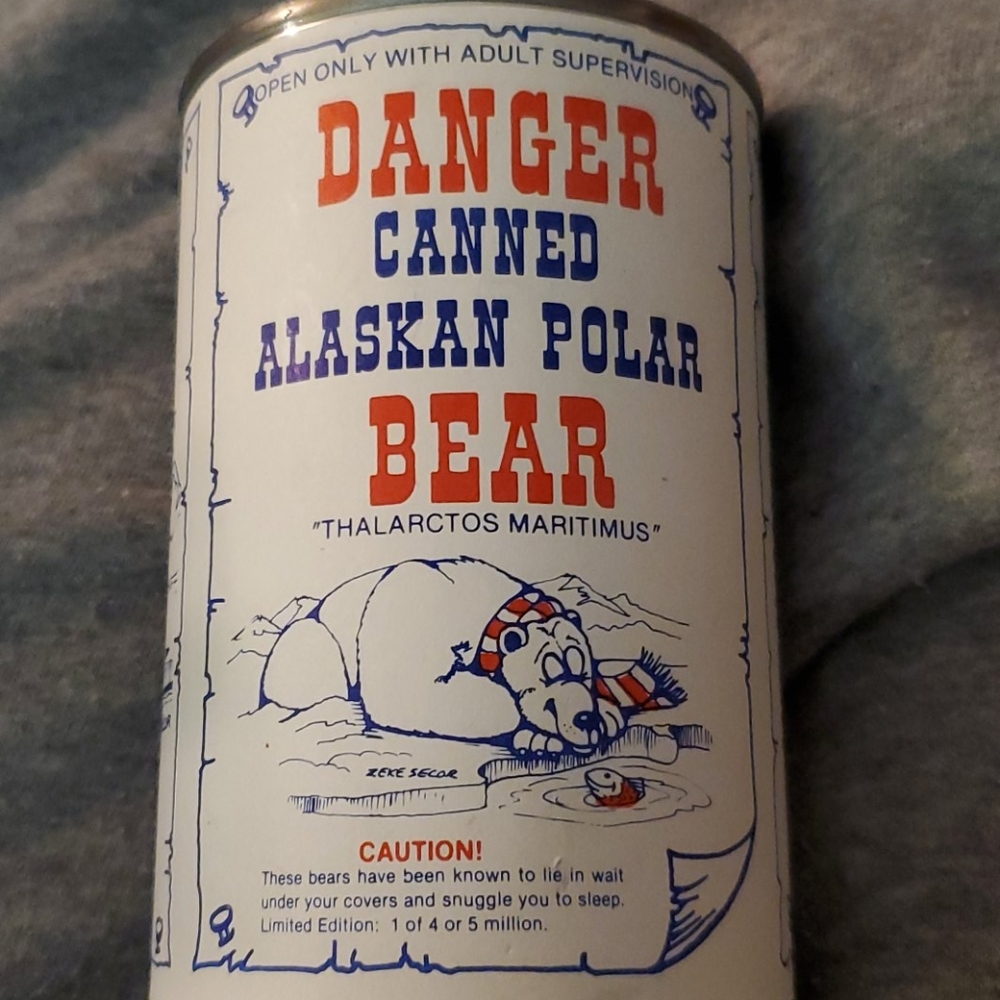 OPEN ONLY WITH ADULT SUPERVISION
DANGER
CANNED
ALASKAN POLAR
BEAR
"THALARCTOS MARITIMUS"
ZEKE SECOR
CAUTION!
These bears have been known to lie in wait
under your covers and snuggle you to sleep.
Limited Edition: 1 of 4 or 5 million.